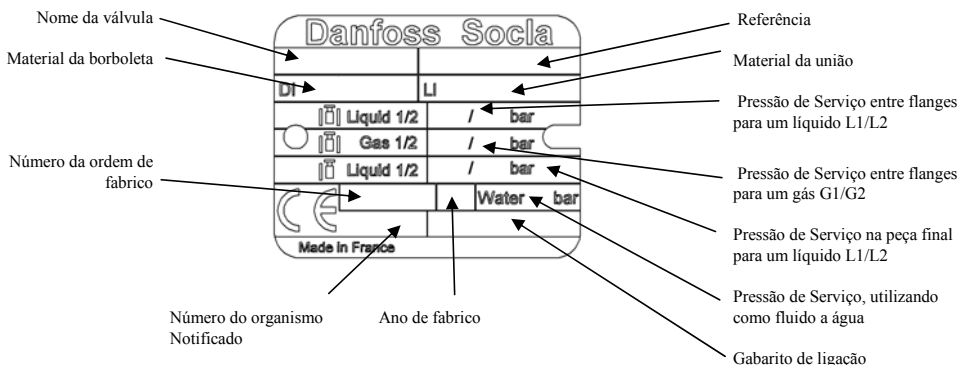 Nome da válvula
Material da borboleta
Número da ordem de
fabrico
Danfoss Socla
DI LI
Liquid 1/2 / bar
Gas 1/2 / bar
Liquid 1/2 / bar
CE Water bar
Made in France
Referência
Material da união
Pressão de Serviço entre flanges
para um líquido L1/L2
Pressão de Serviço entre flanges
para um gás G1/G2
Pressão de Serviço na peça final
para um líquido L1/L2
Pressão de Serviço, utilizando
como fluido a água
Gabarito de ligação
Número do organismo
Notificado
Ano de fabrico